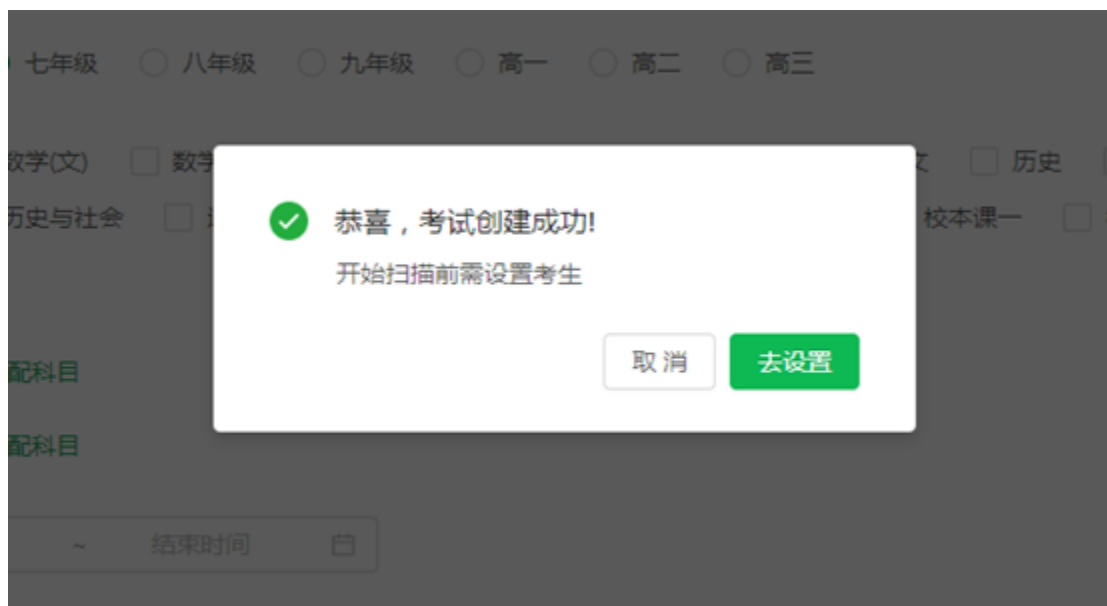 七年级 八年级 九年级 高一 高二 高三
数学(文) 数学 历史
历史与社会 校本课一
恭喜，考试创建成功!
开始扫描前需设置考生
取消 去设置
配科目
配科目
~ 结束时间